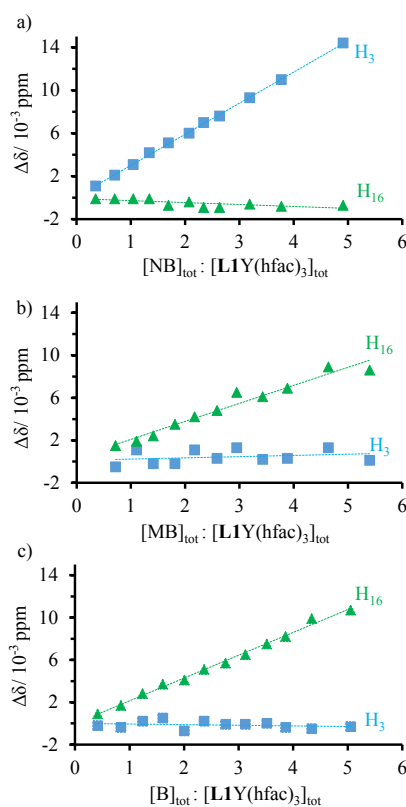 a)
14
10
6
2
-2
Δδ/ 10⁻³ ppm
H₃
H₁₆
0 1 2 3 4 5 6
[NB]tot : [L1Y(hfac)₃]tot
b)
14
10
6
2
-2
Δδ/ 10⁻³ ppm
H₁₆
H₃
0 1 2 3 4 5 6
[MB]tot : [L1Y(hfac)₃]tot
c)
14
10
6
2
-2
Δδ/ 10⁻³ ppm
H₁₆
H₃
0 1 2 3 4 5 6
[B]tot : [L1Y(hfac)₃]tot